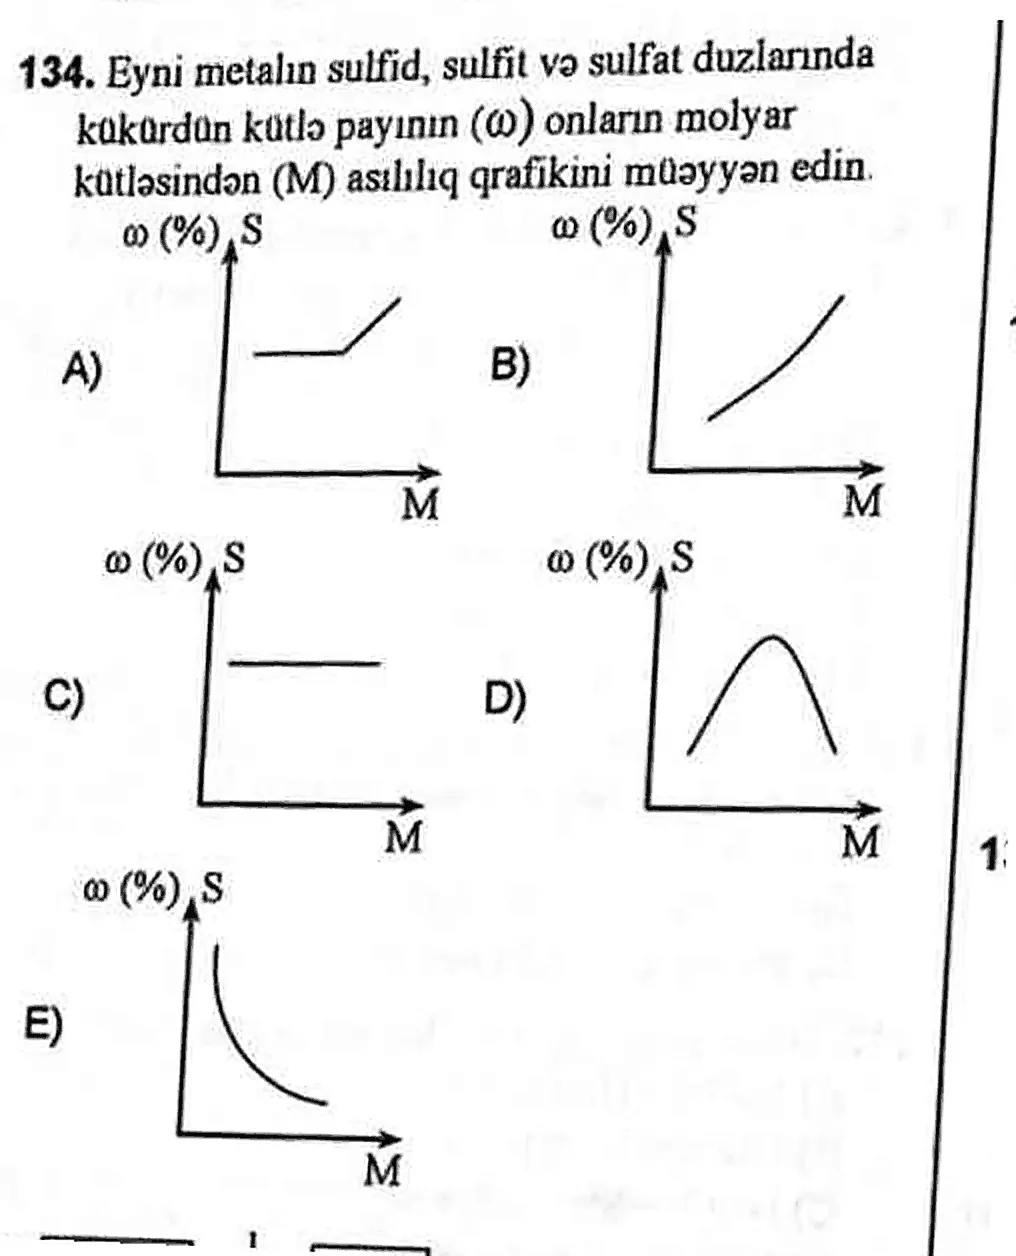 134. Eyni metalın sulfid, sulfit və sulfat duzlarında
kükürdün kütlə payının (ω) onların molyar
kütləsindən (M) asılılıq qrafikini müəyyən edin.
ω (%) S
ω (%) S
A)
B)
M
M
ω (%) S
ω (%) S
C)
D)
M
M
ω (%) S
E)
M